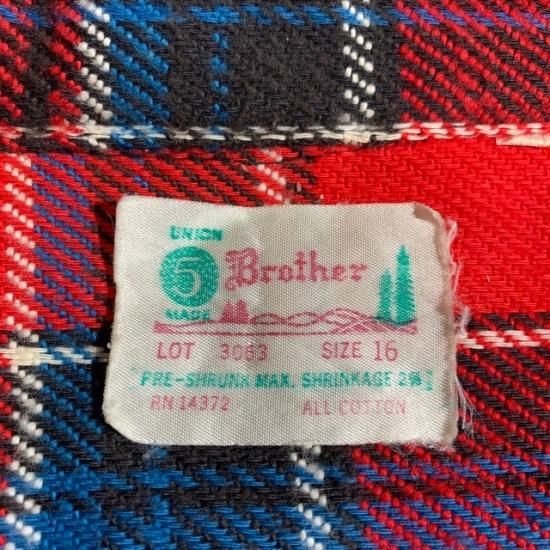 UNION
5 Brother
MADE
LOT 3063 SIZE 16
PRE-SHRUNK MAX. SHRINKAGE 2%
RN 14372 ALL COTTON